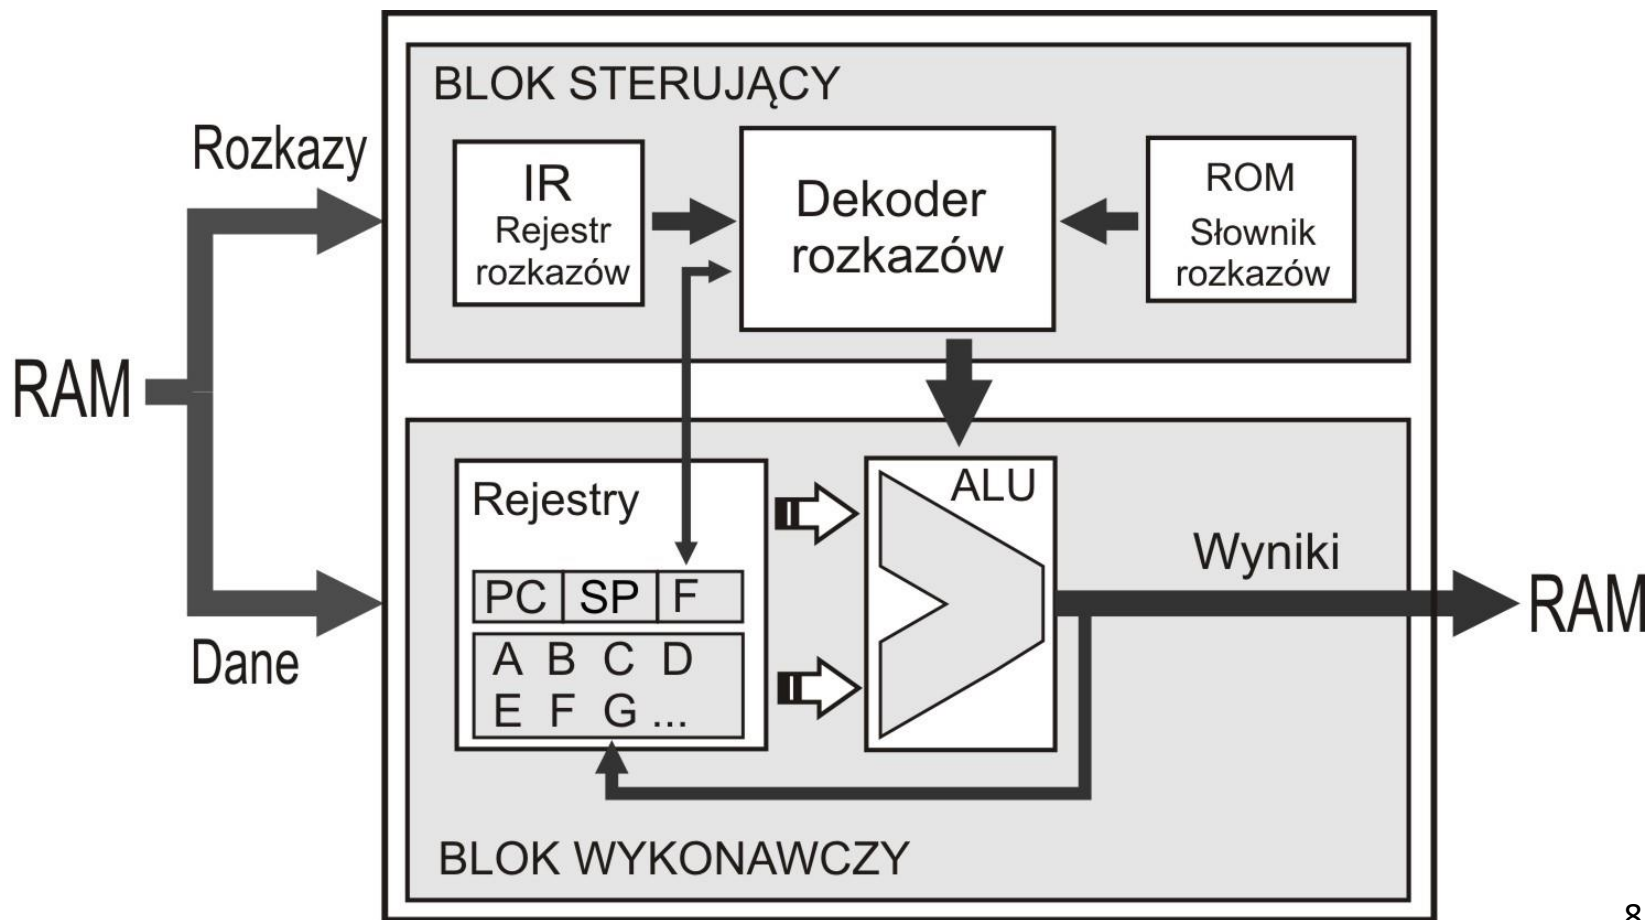 BLOK STERUJĄCY
Rozkazy
IR
Rejestr
rozkazów
Dekoder
rozkazów
ROM
Słownik
rozkazów
RAM
Rejestry
ALU
PC SP F
A B C D
E F G ...
Wyniki
RAM
Dane
BLOK WYKONAWCZY
8